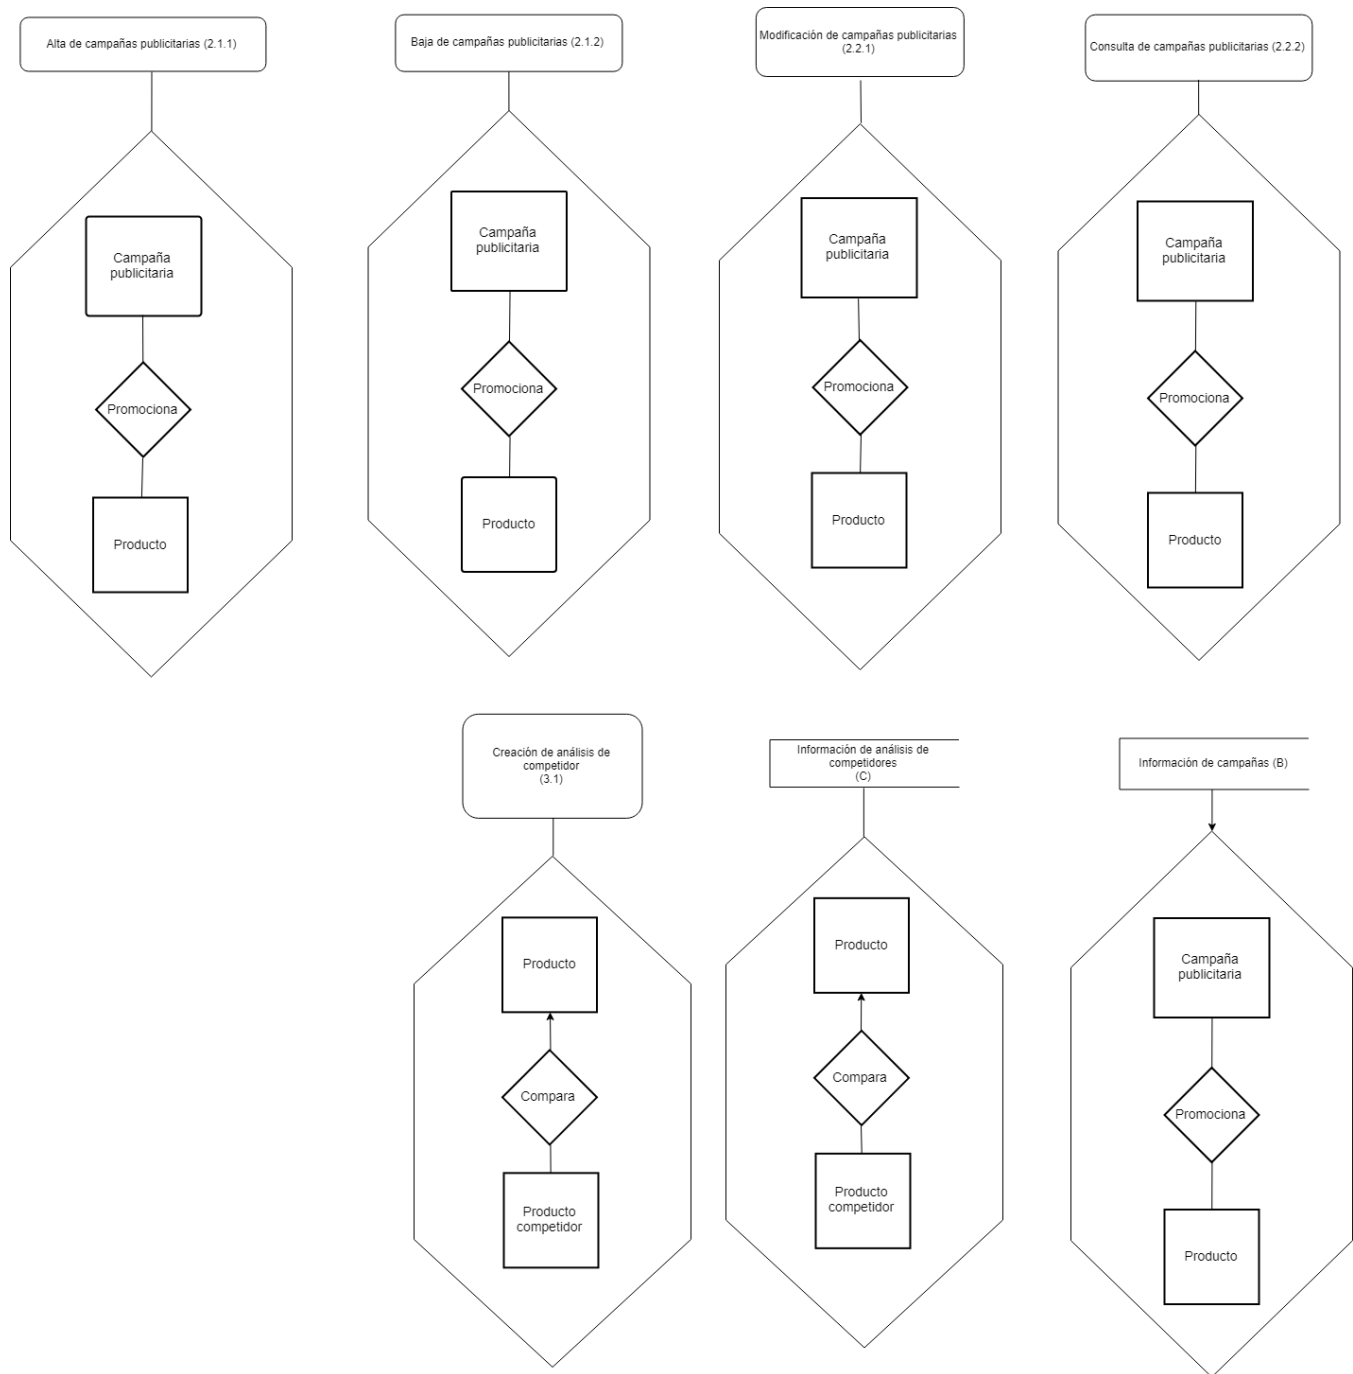 Alta de campañas publicitarias (2.1.1)
Baja de campañas publicitarias (2.1.2)
Modificación de campañas publicitarias
(2.2.1)
Consulta de campañas publicitarias (2.2.2)
Campaña
publicitaria
Promociona
Producto
Campaña
publicitaria
Promociona
Producto
Campaña
publicitaria
Promociona
Producto
Campaña
publicitaria
Promociona
Producto
Creación de análisis de
competidor
(3.1)
Producto
Compara
Producto
competidor
Información de análisis de
competidores
(C)
Producto
Compara
Producto
competidor
Información de campañas (B)
Campaña
publicitaria
Promociona
Producto